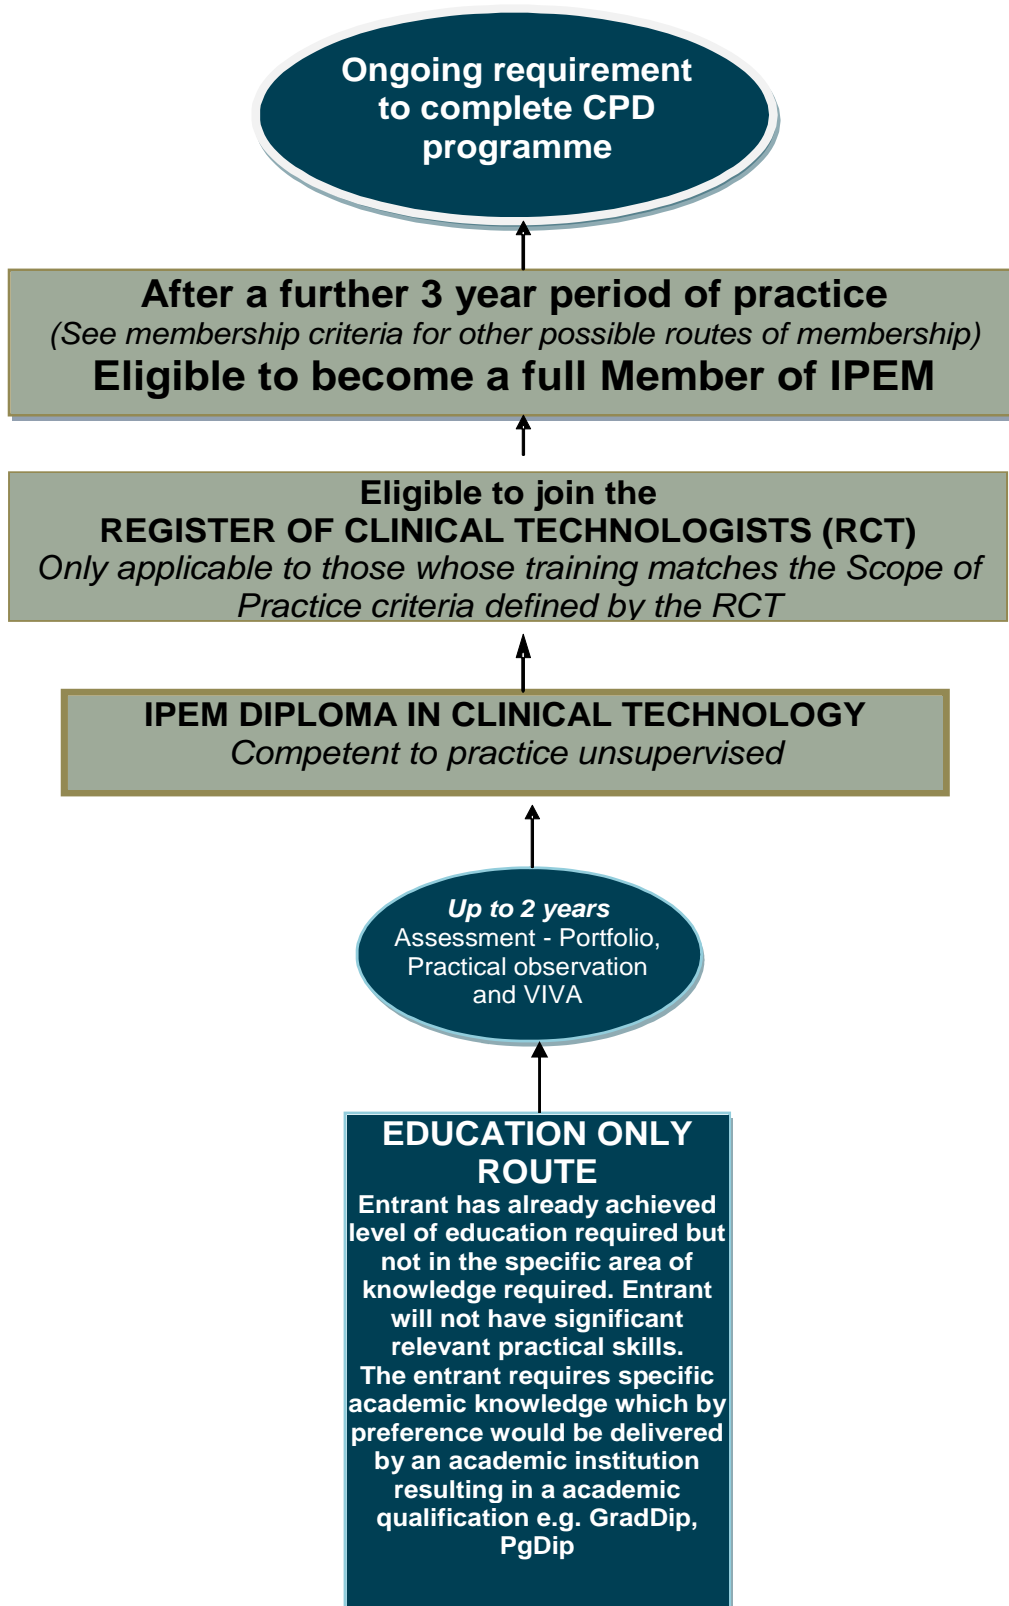 Ongoing requirement
to complete CPD
programme
After a further 3 year period of practice
(See membership criteria for other possible routes of membership)
Eligible to become a full Member of IPEM
Eligible to join the
REGISTER OF CLINICAL TECHNOLOGISTS (RCT)
Only applicable to those whose training matches the Scope of
Practice criteria defined by the RCT
IPEM DIPLOMA IN CLINICAL TECHNOLOGY
Competent to practice unsupervised
Up to 2 years
Assessment - Portfolio,
Practical observation
and VIVA
EDUCATION ONLY
ROUTE
Entrant has already achieved
level of education required but
not in the specific area of
knowledge required. Entrant
will not have significant
relevant practical skills.
The entrant requires specific
academic knowledge which by
preference would be delivered
by an academic institution
resulting in a academic
qualification e.g. GradDip,
PgDip